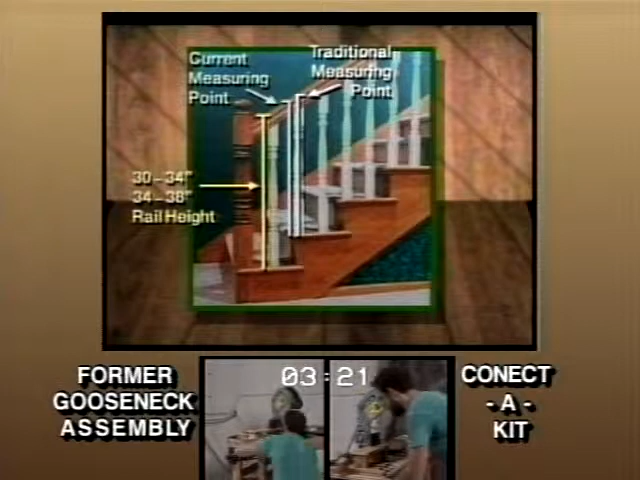 Current
Measuring
Point
Traditional
Measuring
Point
30-34"
34-38"
Rail Height
03:21
FORMER
GOOSENECK
ASSEMBLY
CONECT
- A -
KIT